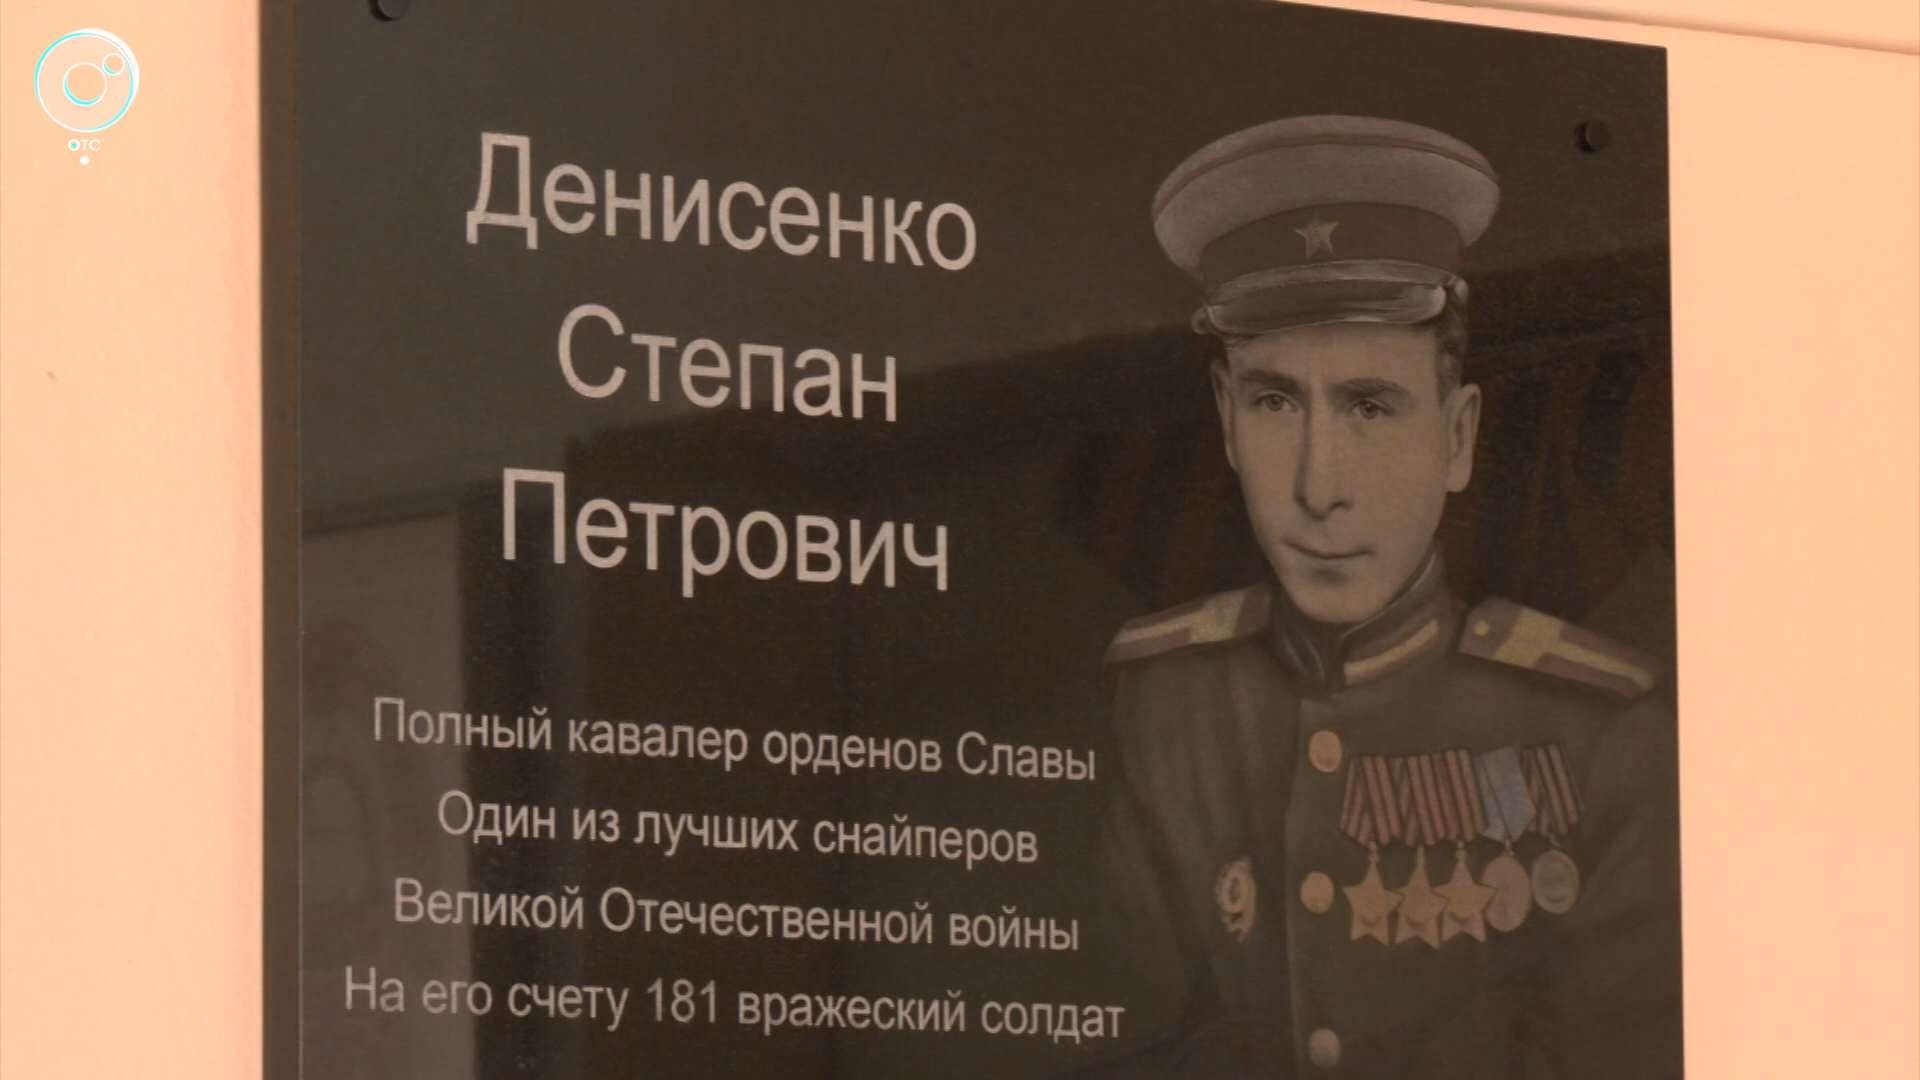 ОТС
Денисенко
Степан
Петрович
Полный кавалер орденов Славы
Один из лучших снайперов
Великой Отечественной войны
На его счету 181 вражеский солдат
9